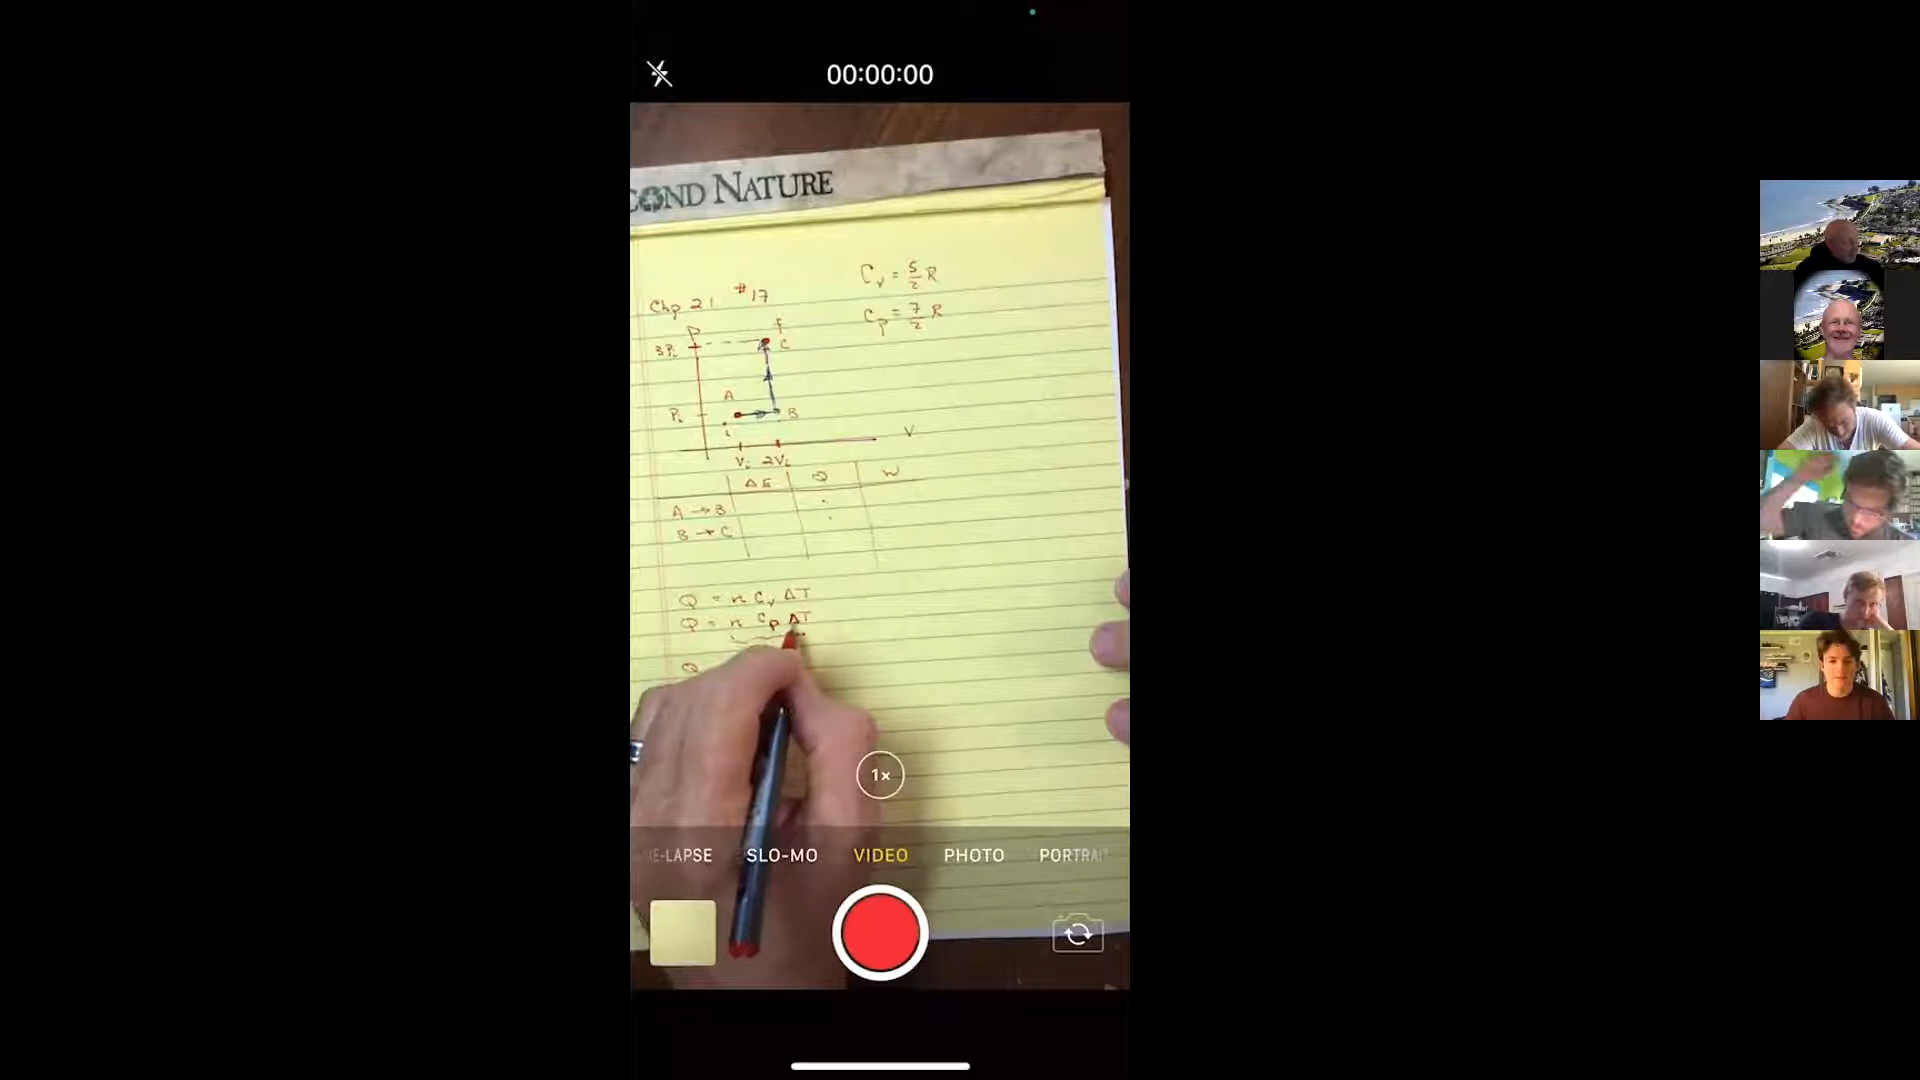 00:00:00
COND NATURE
Cv = 5/2 R
Chp 21 #17
Cp = 7/2 R
P
f
3Pi
C
A
Pi
B
i
V
Vi 2Vi
ΔE Q W
A → B
B → C
Q = n Cv ΔT
Q = n Cp ΔT
Q
1x
E-LAPSE SLO-MO VIDEO PHOTO PORTRAI